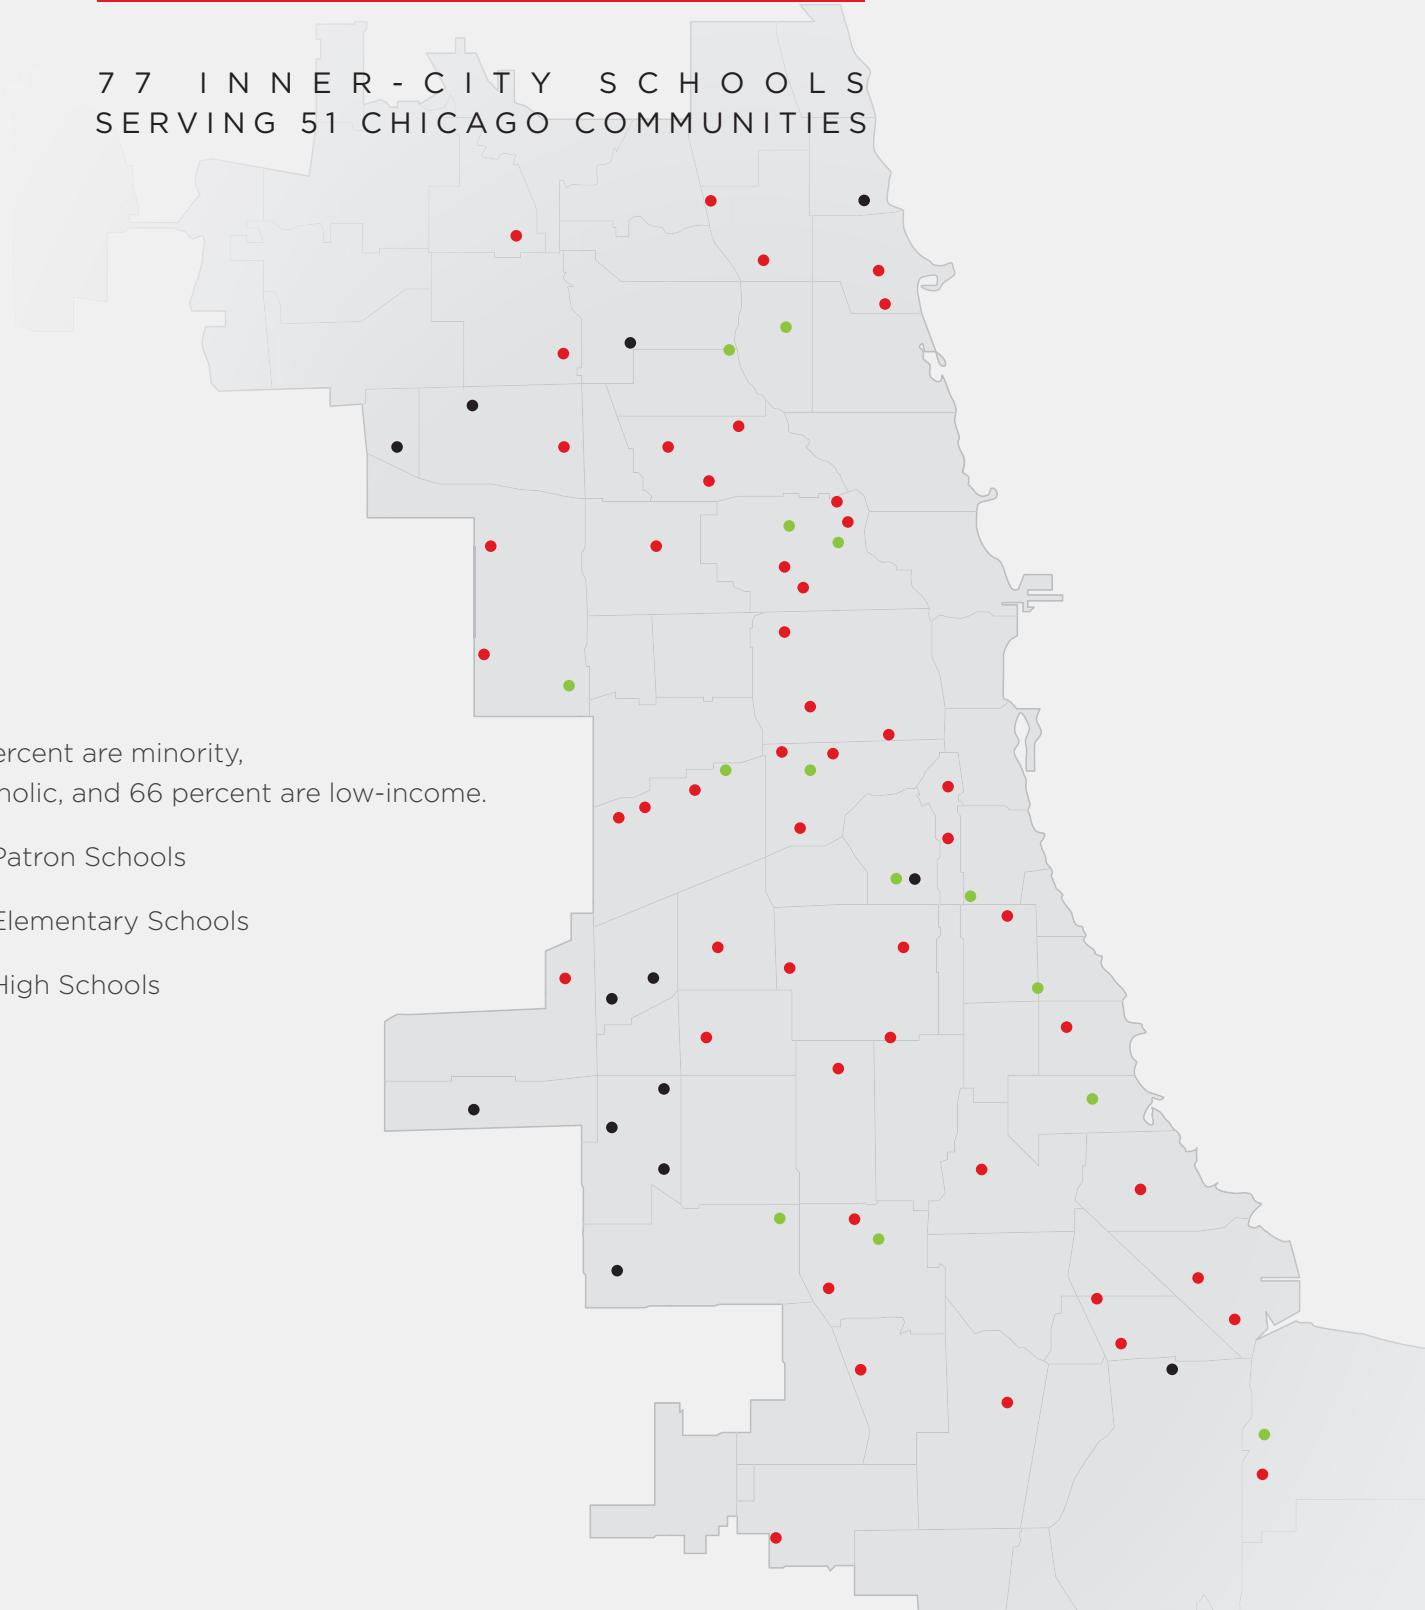 77 INNER-CITY SCHOOLS
SERVING 51 CHICAGO COMMUNITIES
ercent are minority,
holic, and 66 percent are low-income.
Patron Schools
Elementary Schools
High Schools